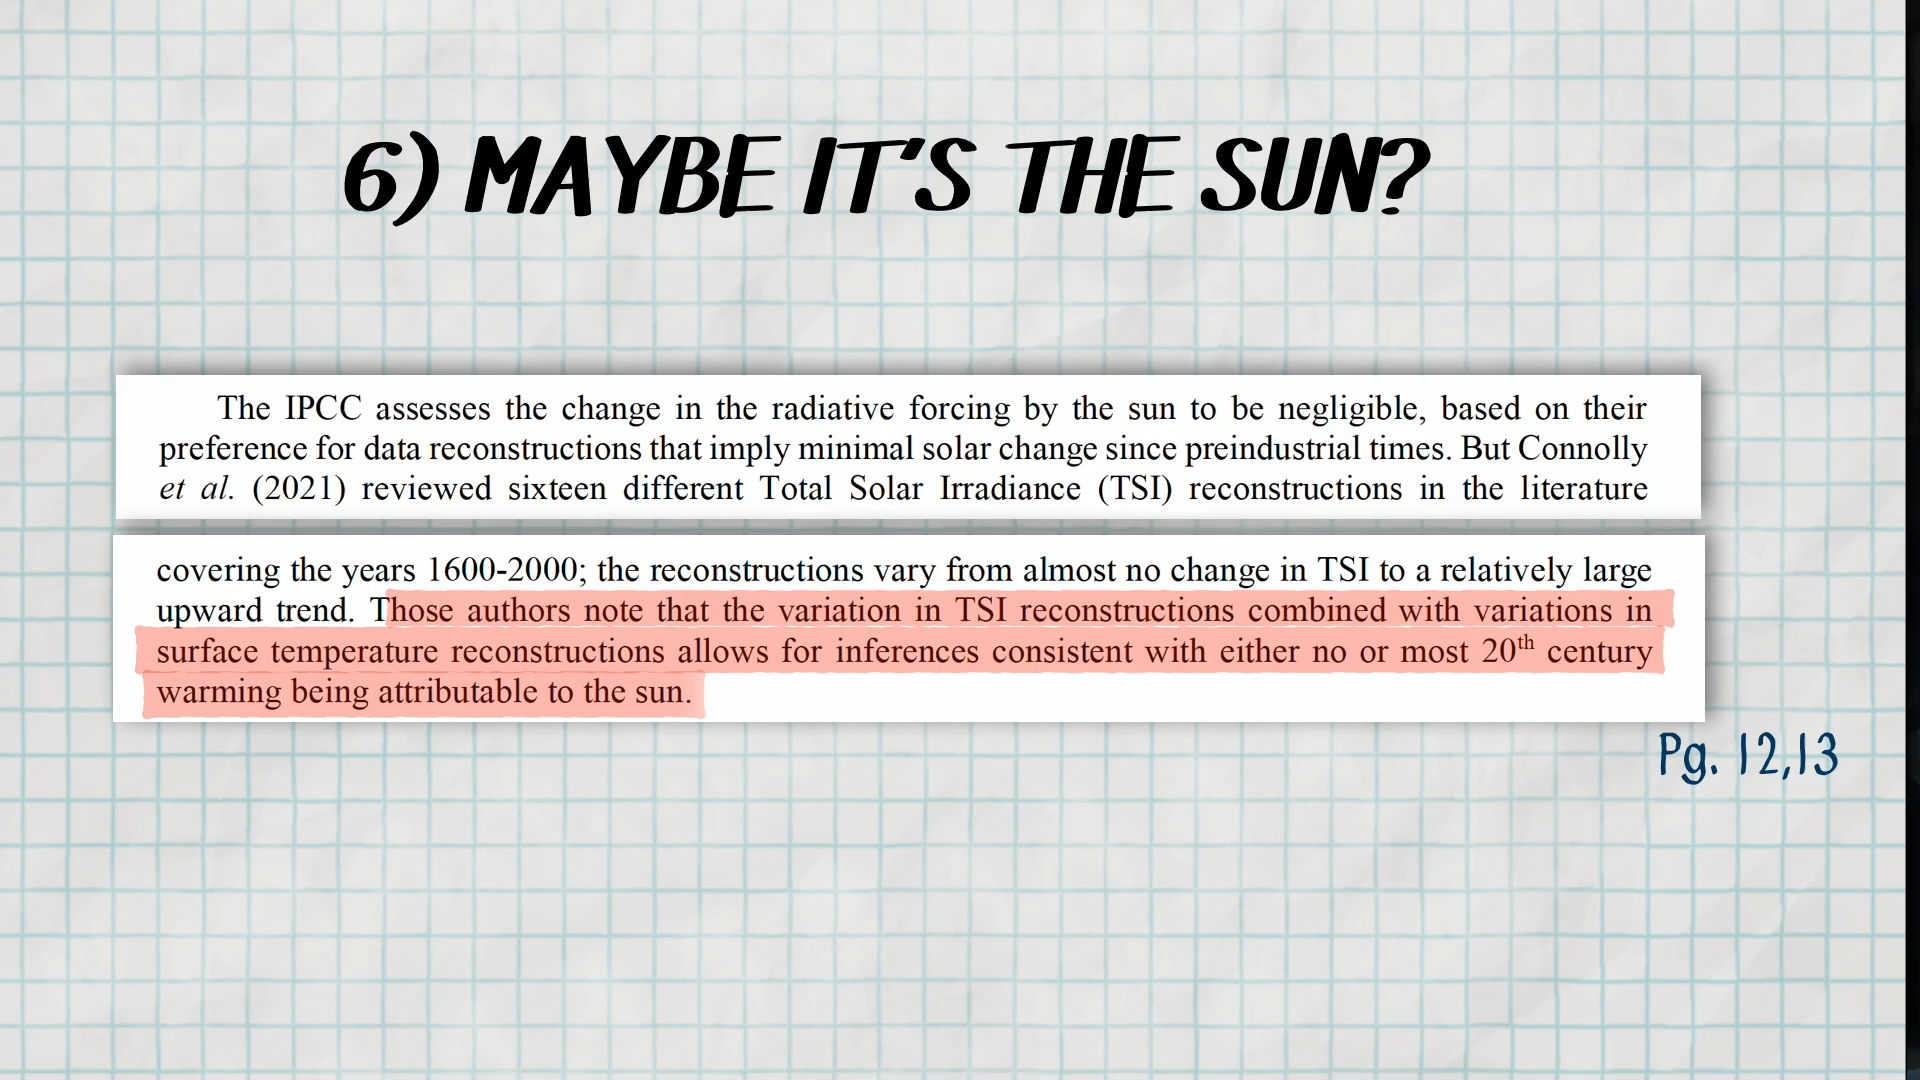 6) MAYBE IT'S THE SUN?
The IPCC assesses the change in the radiative forcing by the sun to be negligible, based on their
preference for data reconstructions that imply minimal solar change since preindustrial times. But Connolly
et al. (2021) reviewed sixteen different Total Solar Irradiance (TSI) reconstructions in the literature
covering the years 1600-2000; the reconstructions vary from almost no change in TSI to a relatively large
upward trend. Those authors note that the variation in TSI reconstructions combined with variations in
surface temperature reconstructions allows for inferences consistent with either no or most 20th century
warming being attributable to the sun.
Pg. 12,13